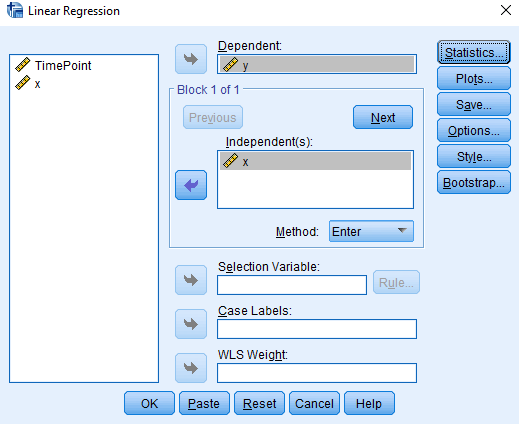 Linear Regression
TimePoint
x
Dependent:
y
Block 1 of 1
Previous
Next
Independent(s):
x
Method:
Enter
Selection Variable:
Rule...
Case Labels:
WLS Weight:
Statistics...
Plots...
Save...
Options...
Style...
Bootstrap...
OK
Paste
Reset
Cancel
Help